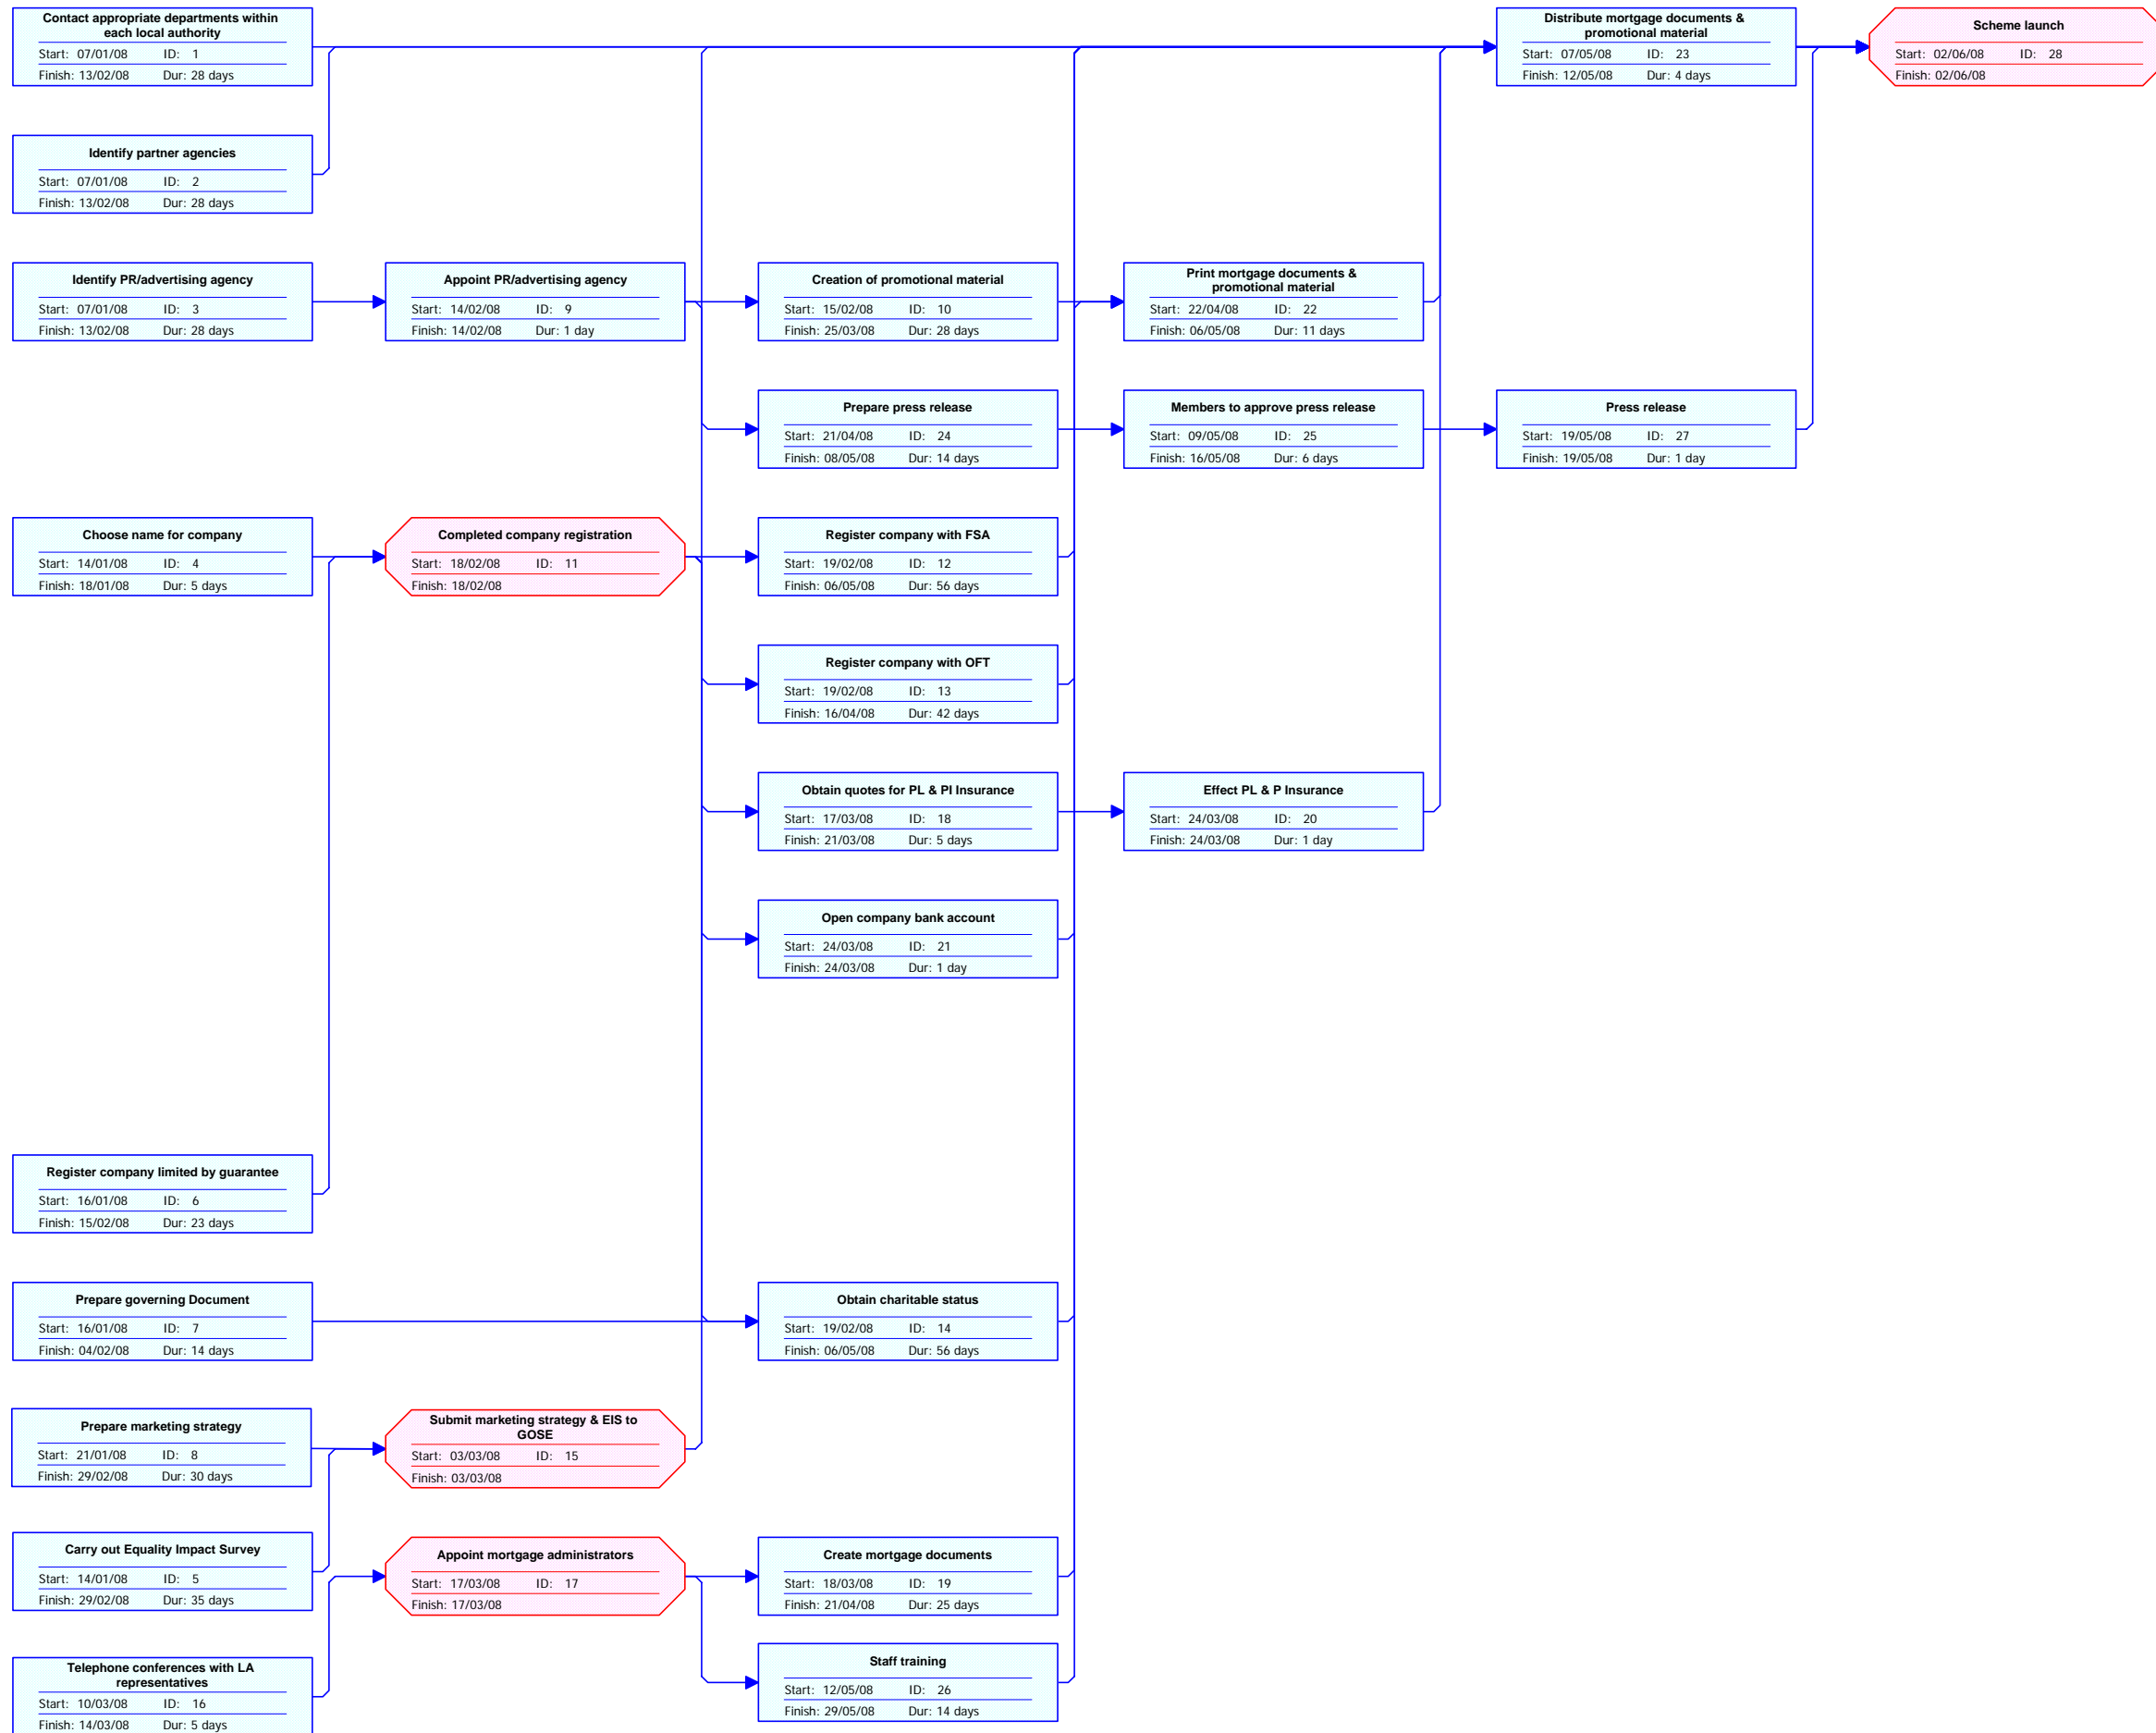 Contact appropriate departments within
each local authority
Start: 07/01/08 ID: 1
Finish: 13/02/08 Dur: 28 days
Distribute mortgage documents &
promotional material
Start: 07/05/08 ID: 23
Finish: 12/05/08 Dur: 4 days
Scheme launch
Start: 02/06/08 ID: 28
Finish: 02/06/08
Identify partner agencies
Start: 07/01/08 ID: 2
Finish: 13/02/08 Dur: 28 days
Identify PR/advertising agency
Start: 07/01/08 ID: 3
Finish: 13/02/08 Dur: 28 days
Appoint PR/advertising agency
Start: 14/02/08 ID: 9
Finish: 14/02/08 Dur: 1 day
Creation of promotional material
Start: 15/02/08 ID: 10
Finish: 25/03/08 Dur: 28 days
Print mortgage documents &
promotional material
Start: 22/04/08 ID: 22
Finish: 06/05/08 Dur: 11 days
Prepare press release
Start: 21/04/08 ID: 24
Finish: 08/05/08 Dur: 14 days
Members to approve press release
Start: 09/05/08 ID: 25
Finish: 16/05/08 Dur: 6 days
Press release
Start: 19/05/08 ID: 27
Finish: 19/05/08 Dur: 1 day
Choose name for company
Start: 14/01/08 ID: 4
Finish: 18/01/08 Dur: 5 days
Completed company registration
Start: 18/02/08 ID: 11
Finish: 18/02/08
Register company with FSA
Start: 19/02/08 ID: 12
Finish: 06/05/08 Dur: 56 days
Register company with OFT
Start: 19/02/08 ID: 13
Finish: 16/04/08 Dur: 42 days
Obtain quotes for PL & PI Insurance
Start: 17/03/08 ID: 18
Finish: 21/03/08 Dur: 5 days
Effect PL & P Insurance
Start: 24/03/08 ID: 20
Finish: 24/03/08 Dur: 1 day
Open company bank account
Start: 24/03/08 ID: 21
Finish: 24/03/08 Dur: 1 day
Register company limited by guarantee
Start: 16/01/08 ID: 6
Finish: 15/02/08 Dur: 23 days
Prepare governing Document
Start: 16/01/08 ID: 7
Finish: 04/02/08 Dur: 14 days
Obtain charitable status
Start: 19/02/08 ID: 14
Finish: 06/05/08 Dur: 56 days
Prepare marketing strategy
Start: 21/01/08 ID: 8
Finish: 29/02/08 Dur: 30 days
Submit marketing strategy & EIS to
GOSE
Start: 03/03/08 ID: 15
Finish: 03/03/08
Carry out Equality Impact Survey
Start: 14/01/08 ID: 5
Finish: 29/02/08 Dur: 35 days
Appoint mortgage administrators
Start: 17/03/08 ID: 17
Finish: 17/03/08
Create mortgage documents
Start: 18/03/08 ID: 19
Finish: 21/04/08 Dur: 25 days
Telephone conferences with LA
representatives
Start: 10/03/08 ID: 16
Finish: 14/03/08 Dur: 5 days
Staff training
Start: 12/05/08 ID: 26
Finish: 29/05/08 Dur: 14 days